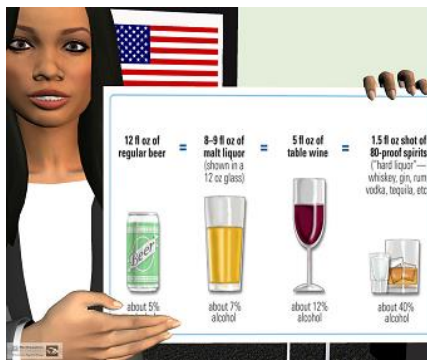 12 fl oz of
regular beer
=
8–9 fl oz of
malt liquor
(shown in a
12 oz glass)
=
5 fl oz of
table wine
=
1.5 fl oz shot of
80-proof spirits
("hard liquor"—
whiskey, gin, rum,
vodka, tequila, etc
Beer
about 5%
about 7%
alcohol
about 12%
alcohol
about 40%
alcohol